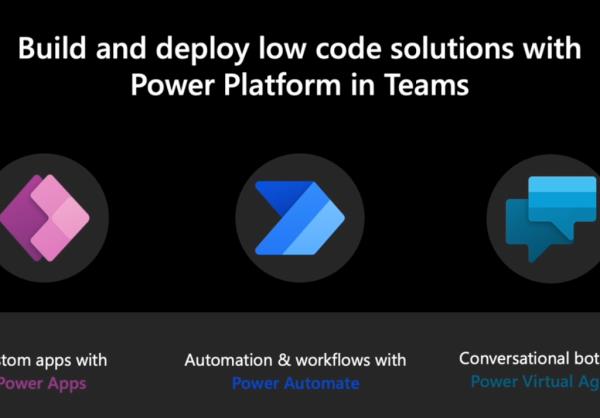 Build and deploy low code solutions with
Power Platform in Teams
stom apps with
Power Apps
Automation & workflows with
Power Automate
Conversational bot
Power Virtual Ag